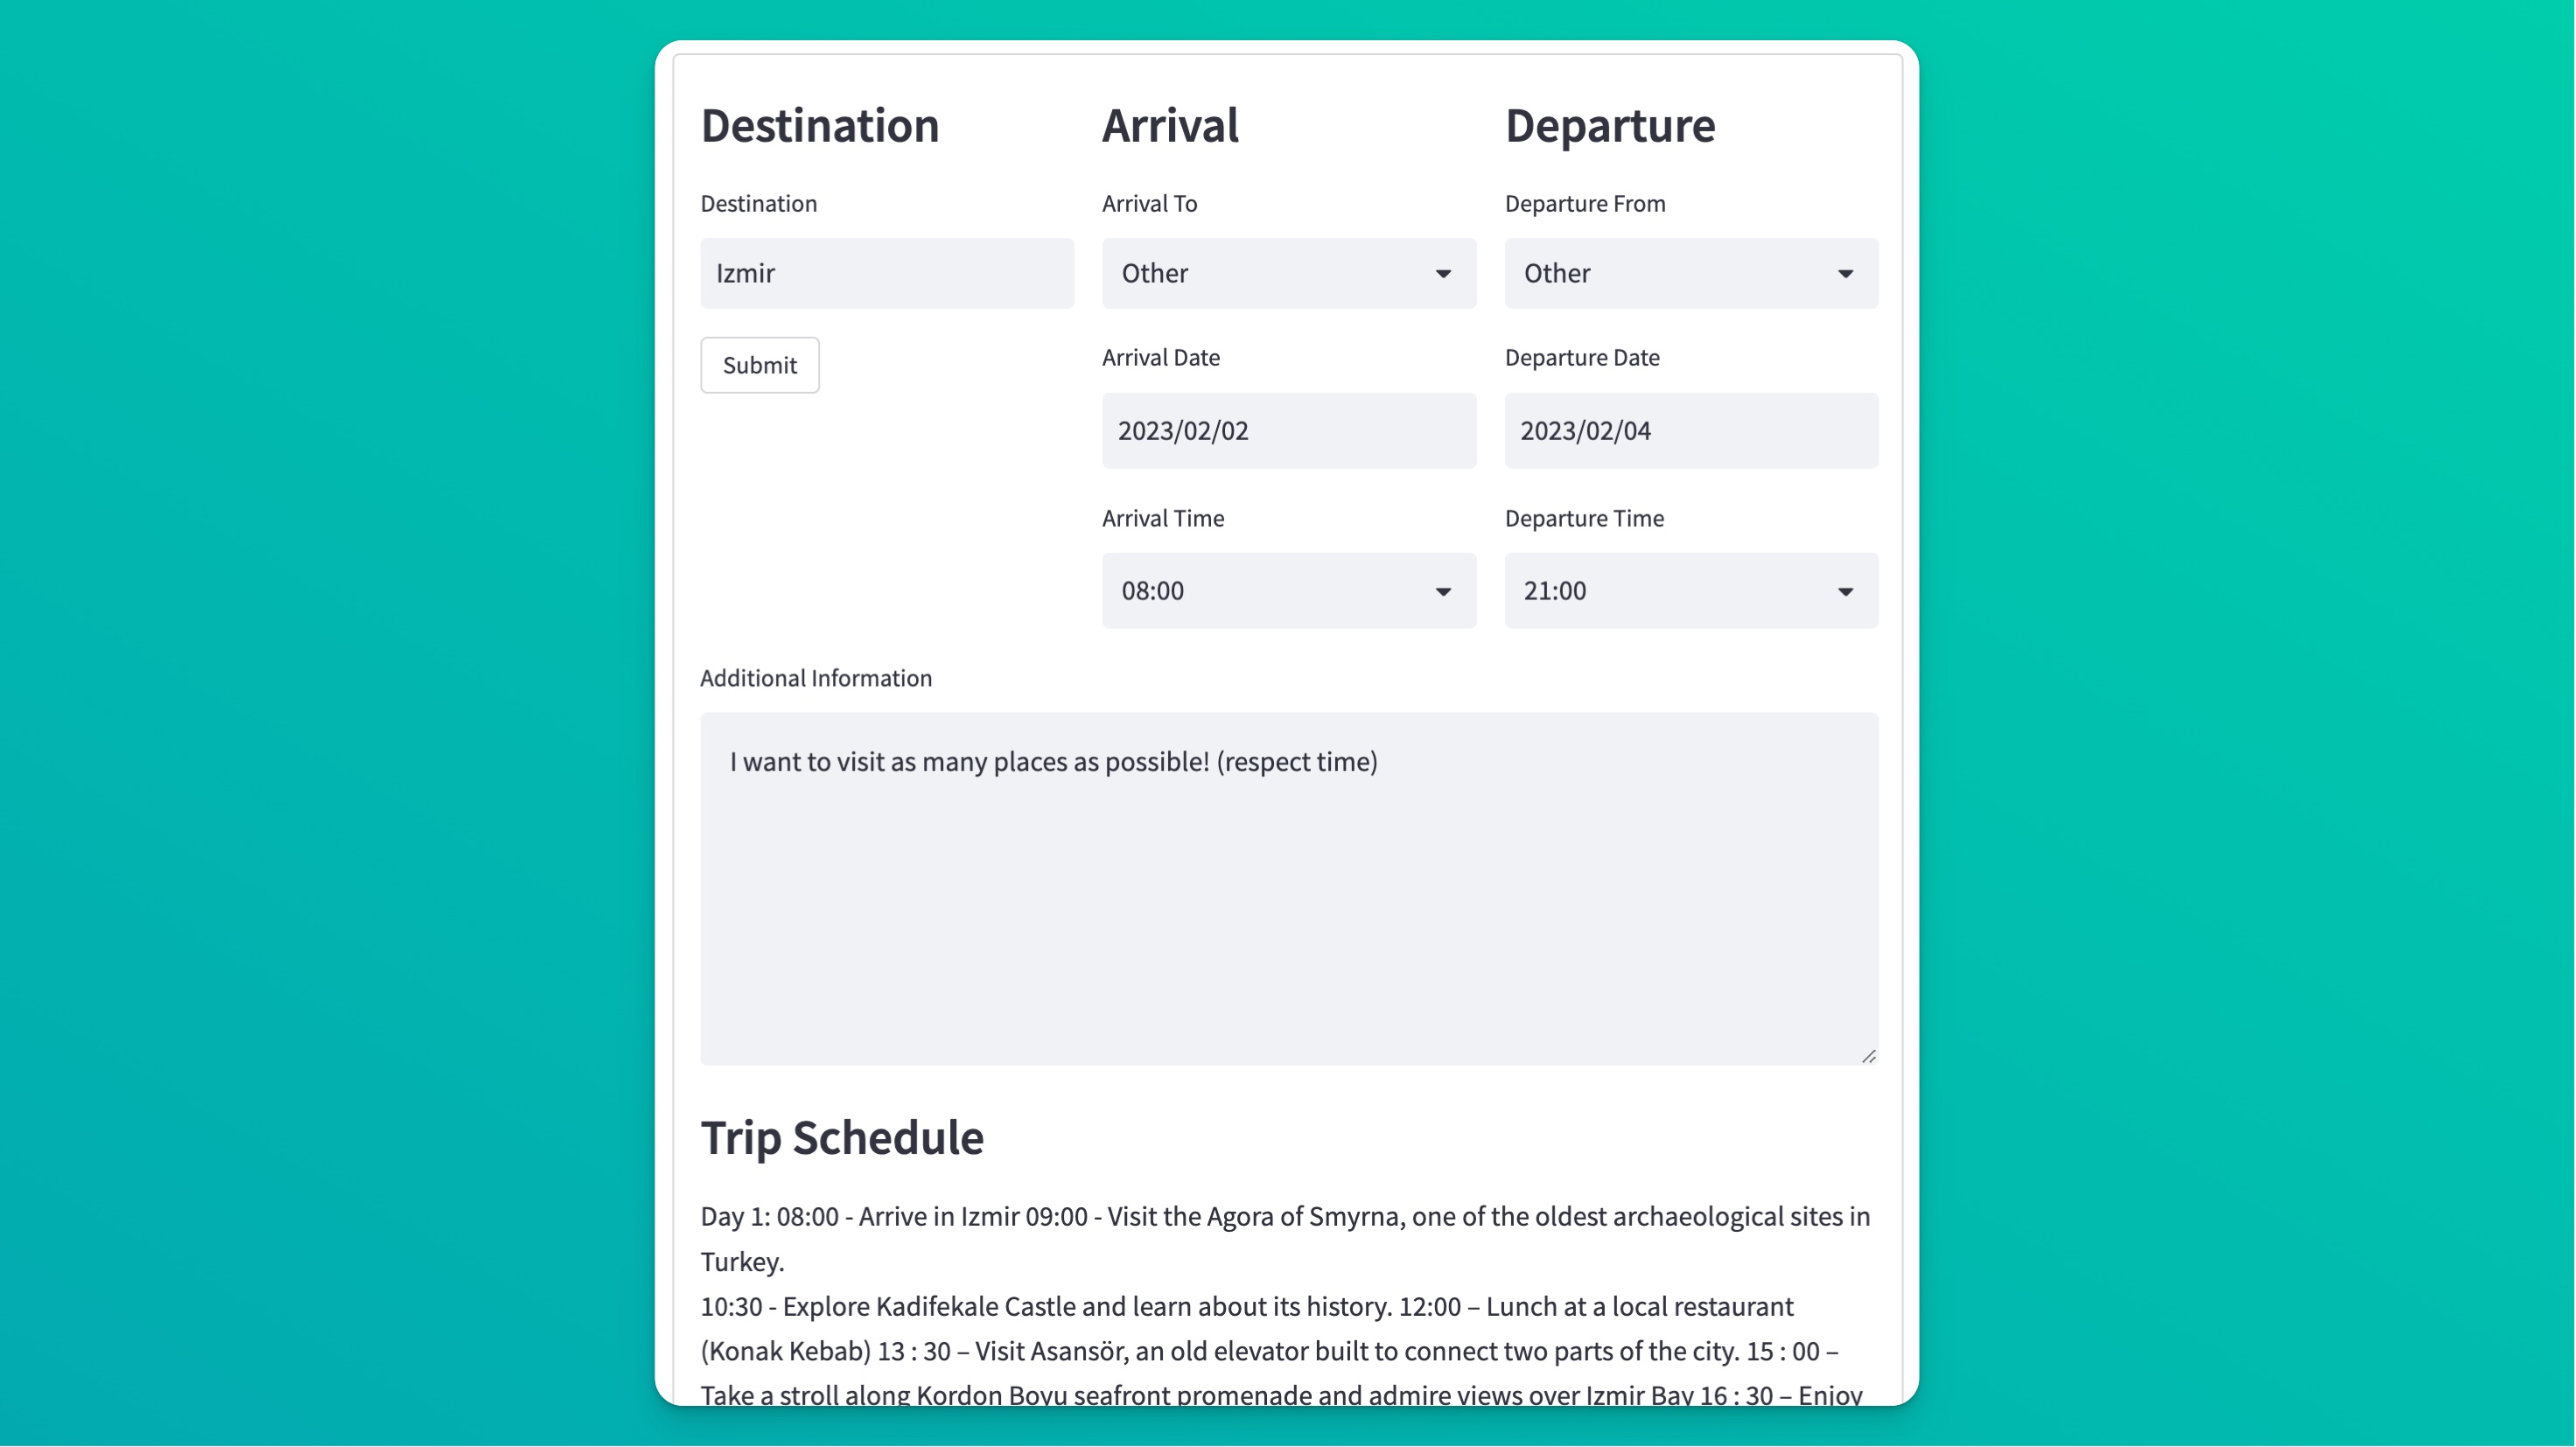 Destination
Arrival
Departure
Destination
Arrival To
Departure From
Izmir
Other
Other
Submit
Arrival Date
Departure Date
2023/02/02
2023/02/04
Arrival Time
Departure Time
08:00
21:00
Additional Information
I want to visit as many places as possible! (respect time)
Trip Schedule
Day 1: 08:00 - Arrive in Izmir 09:00 - Visit the Agora of Smyrna, one of the oldest archaeological sites in
Turkey.
10:30 - Explore Kadifekale Castle and learn about its history. 12:00 – Lunch at a local restaurant
(Konak Kebab) 13 : 30 – Visit Asansör, an old elevator built to connect two parts of the city. 15 : 00 –
Take a stroll along Kordon Boyu seafront promenade and admire views over Izmir Bay 16 : 30 – Enjoy